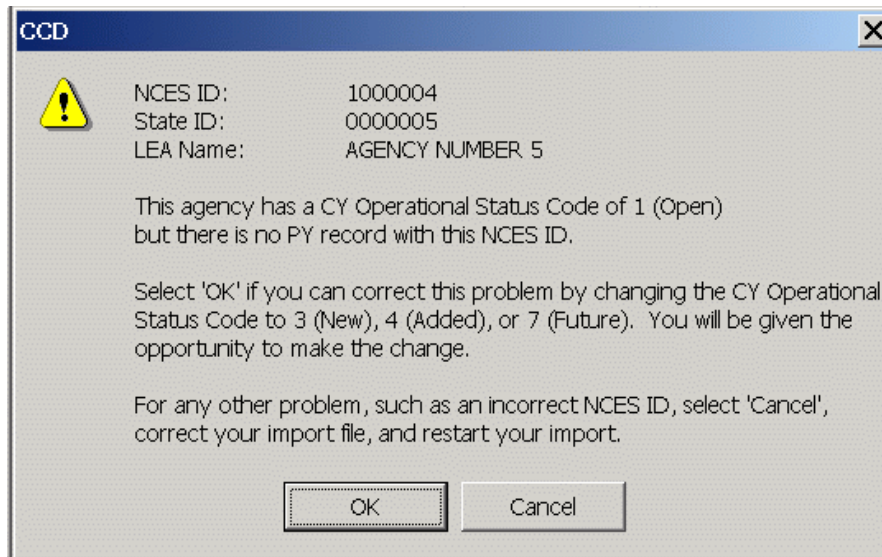 CCD
NCES ID: 1000004
State ID: 0000005
LEA Name: AGENCY NUMBER 5
This agency has a CY Operational Status Code of 1 (Open)
but there is no PY record with this NCES ID.
Select 'OK' if you can correct this problem by changing the CY Operational
Status Code to 3 (New), 4 (Added), or 7 (Future). You will be given the
opportunity to make the change.
For any other problem, such as an incorrect NCES ID, select 'Cancel',
correct your import file, and restart your import.
OK Cancel